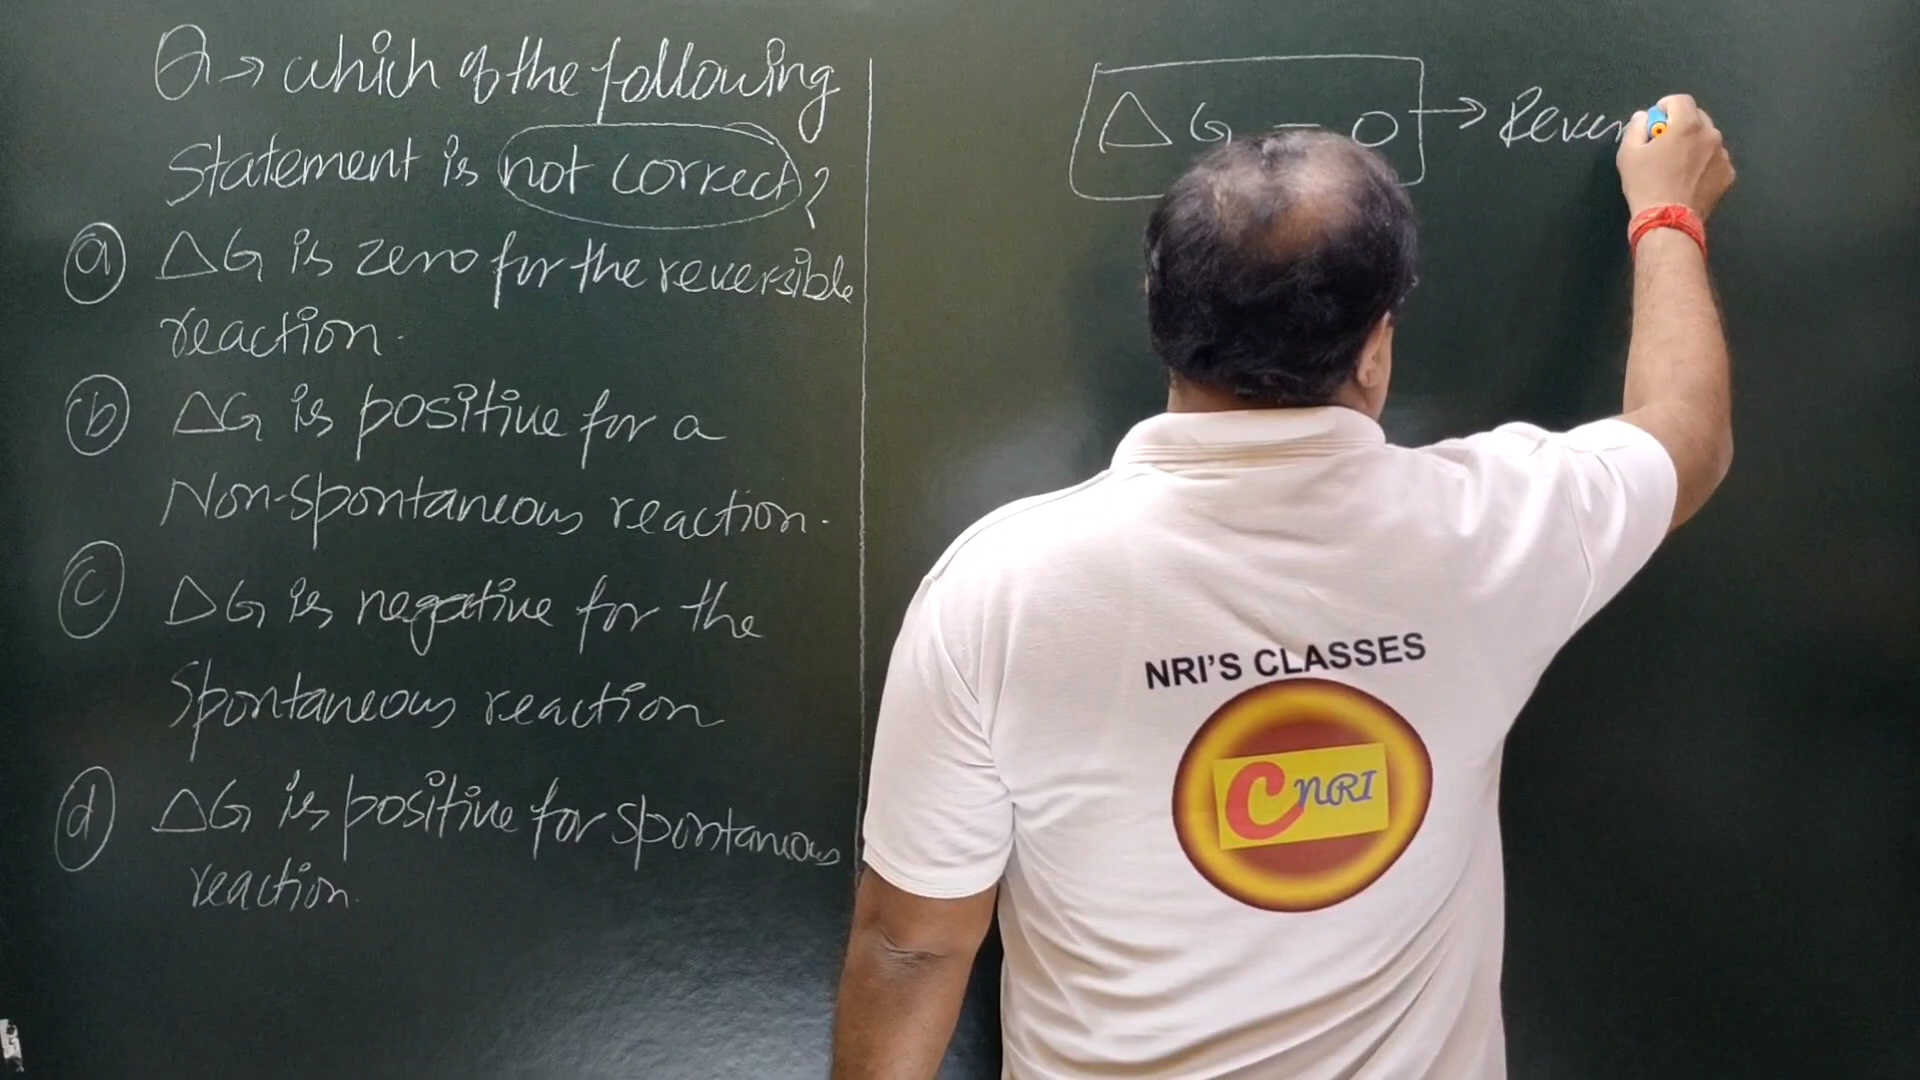 Q → which of the following
statement is not correct?
(a) ΔG is zero for the reversible
reaction.
(b) ΔG is positive for a
Non-spontaneous reaction.
(c) ΔG is negative for the
Spontaneous reaction
(d) ΔG is positive for spontaneous
reaction.
ΔG = 0 → Rever
NRI'S CLASSES
CNRI